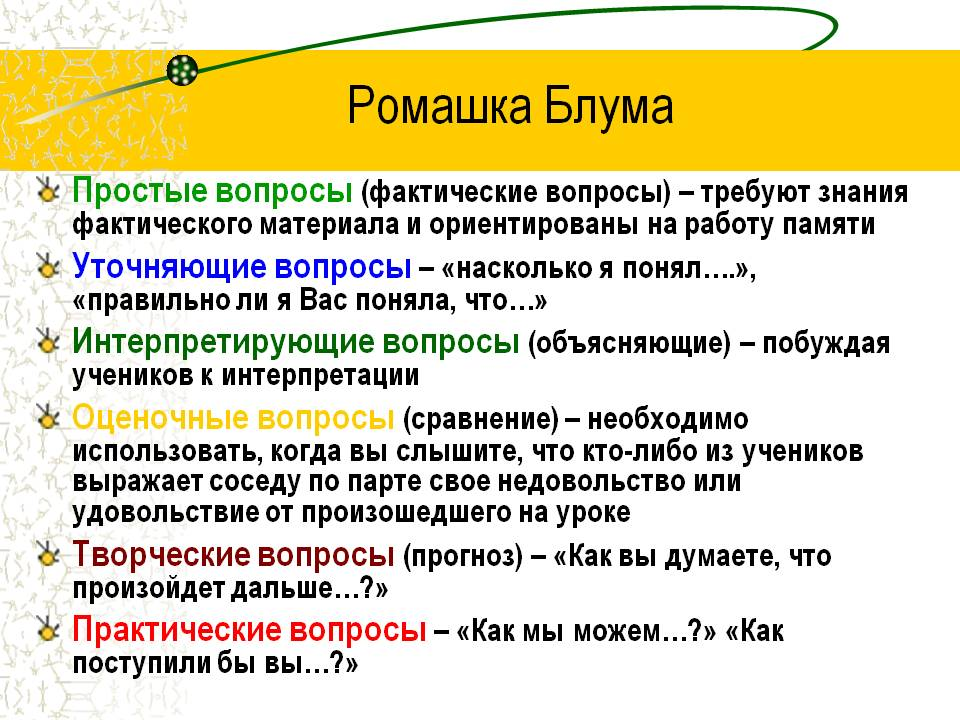 Ромашка Блума
Простые вопросы (фактические вопросы) – требуют знания
фактического материала и ориентированы на работу памяти
Уточняющие вопросы – «насколько я понял….»,
«правильно ли я Вас поняла, что…»
Интерпретирующие вопросы (объясняющие) – побуждая
учеников к интерпретации
Оценочные вопросы (сравнение) – необходимо
использовать, когда вы слышите, что кто-либо из учеников
выражает соседу по парте свое недовольство или
удовольствие от произошедшего на уроке
Творческие вопросы (прогноз) – «Как вы думаете, что
произойдет дальше…?»
Практические вопросы – «Как мы можем…?» «Как
поступили бы вы…?»